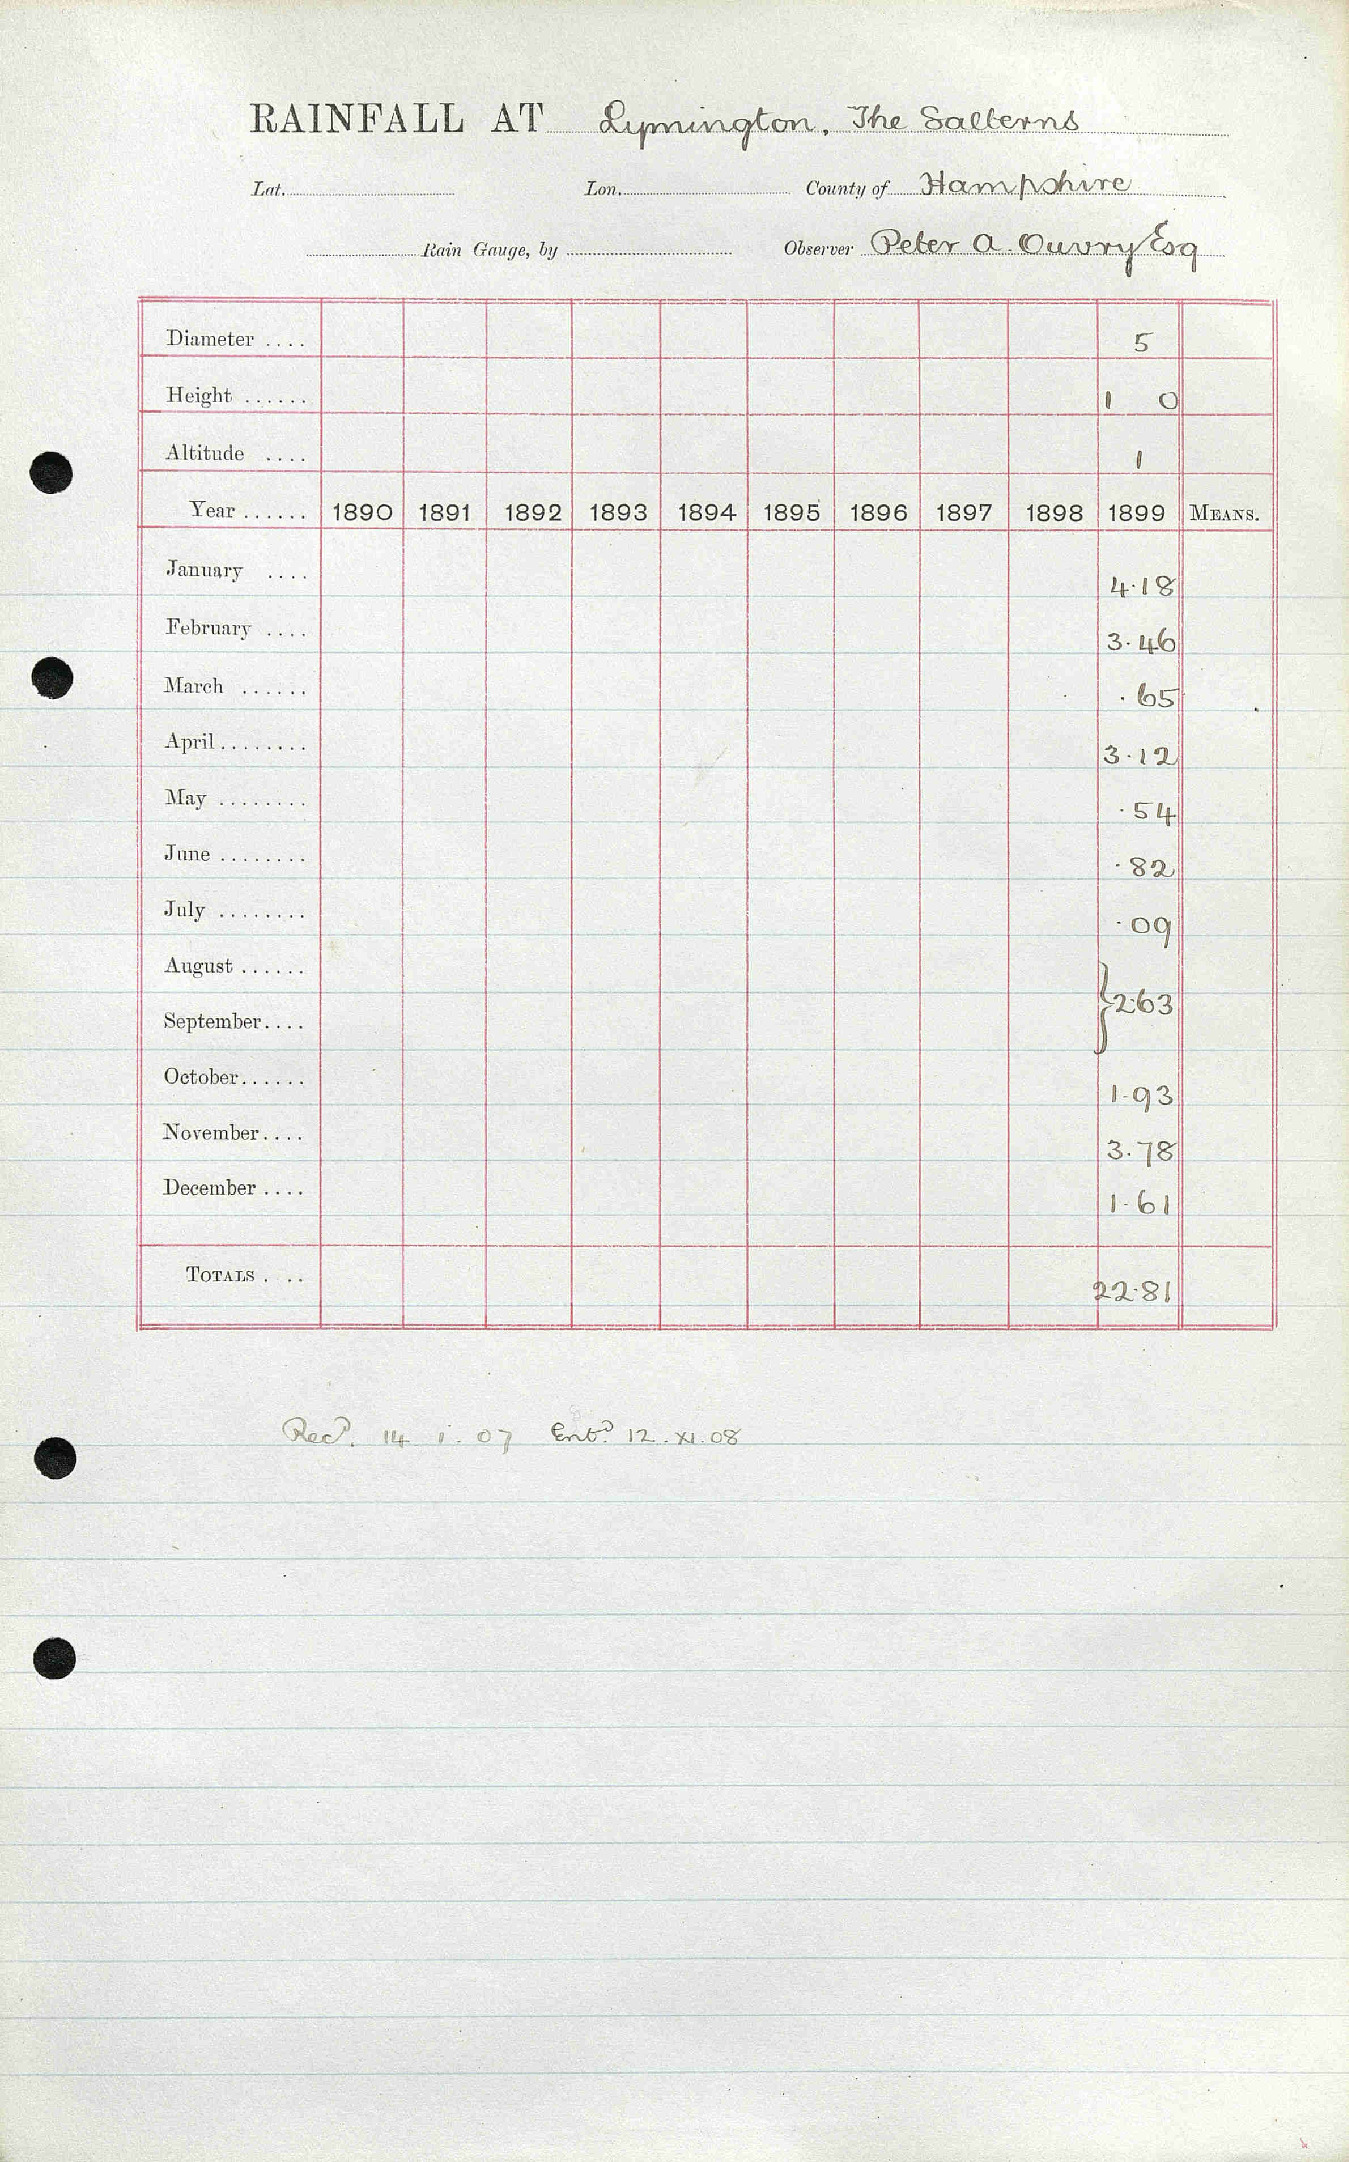 RAINFALL AT Lymington, The Salterns
Lat. Lon. County of Hampshire
Rain Gauge, by Observer Peter A. Ouvry Esq
Diameter .... 5
Height ...... 1 0
Altitude .... 1
Year ...... 1890 1891 1892 1893 1894 1895 1896 1897 1898 1899 MEANS.
January .... 4.18
February .... 3.46
March ...... .65
April ........ 3.12
May ........ .54
June ........ .82
July ........ .09
August ......
September .... } 2.63
October ...... 1.93
November .... 3.78
December .... 1.61
TOTALS . .. 22.81
Recd. 14 1. 07 Entd. 12. XI. 08